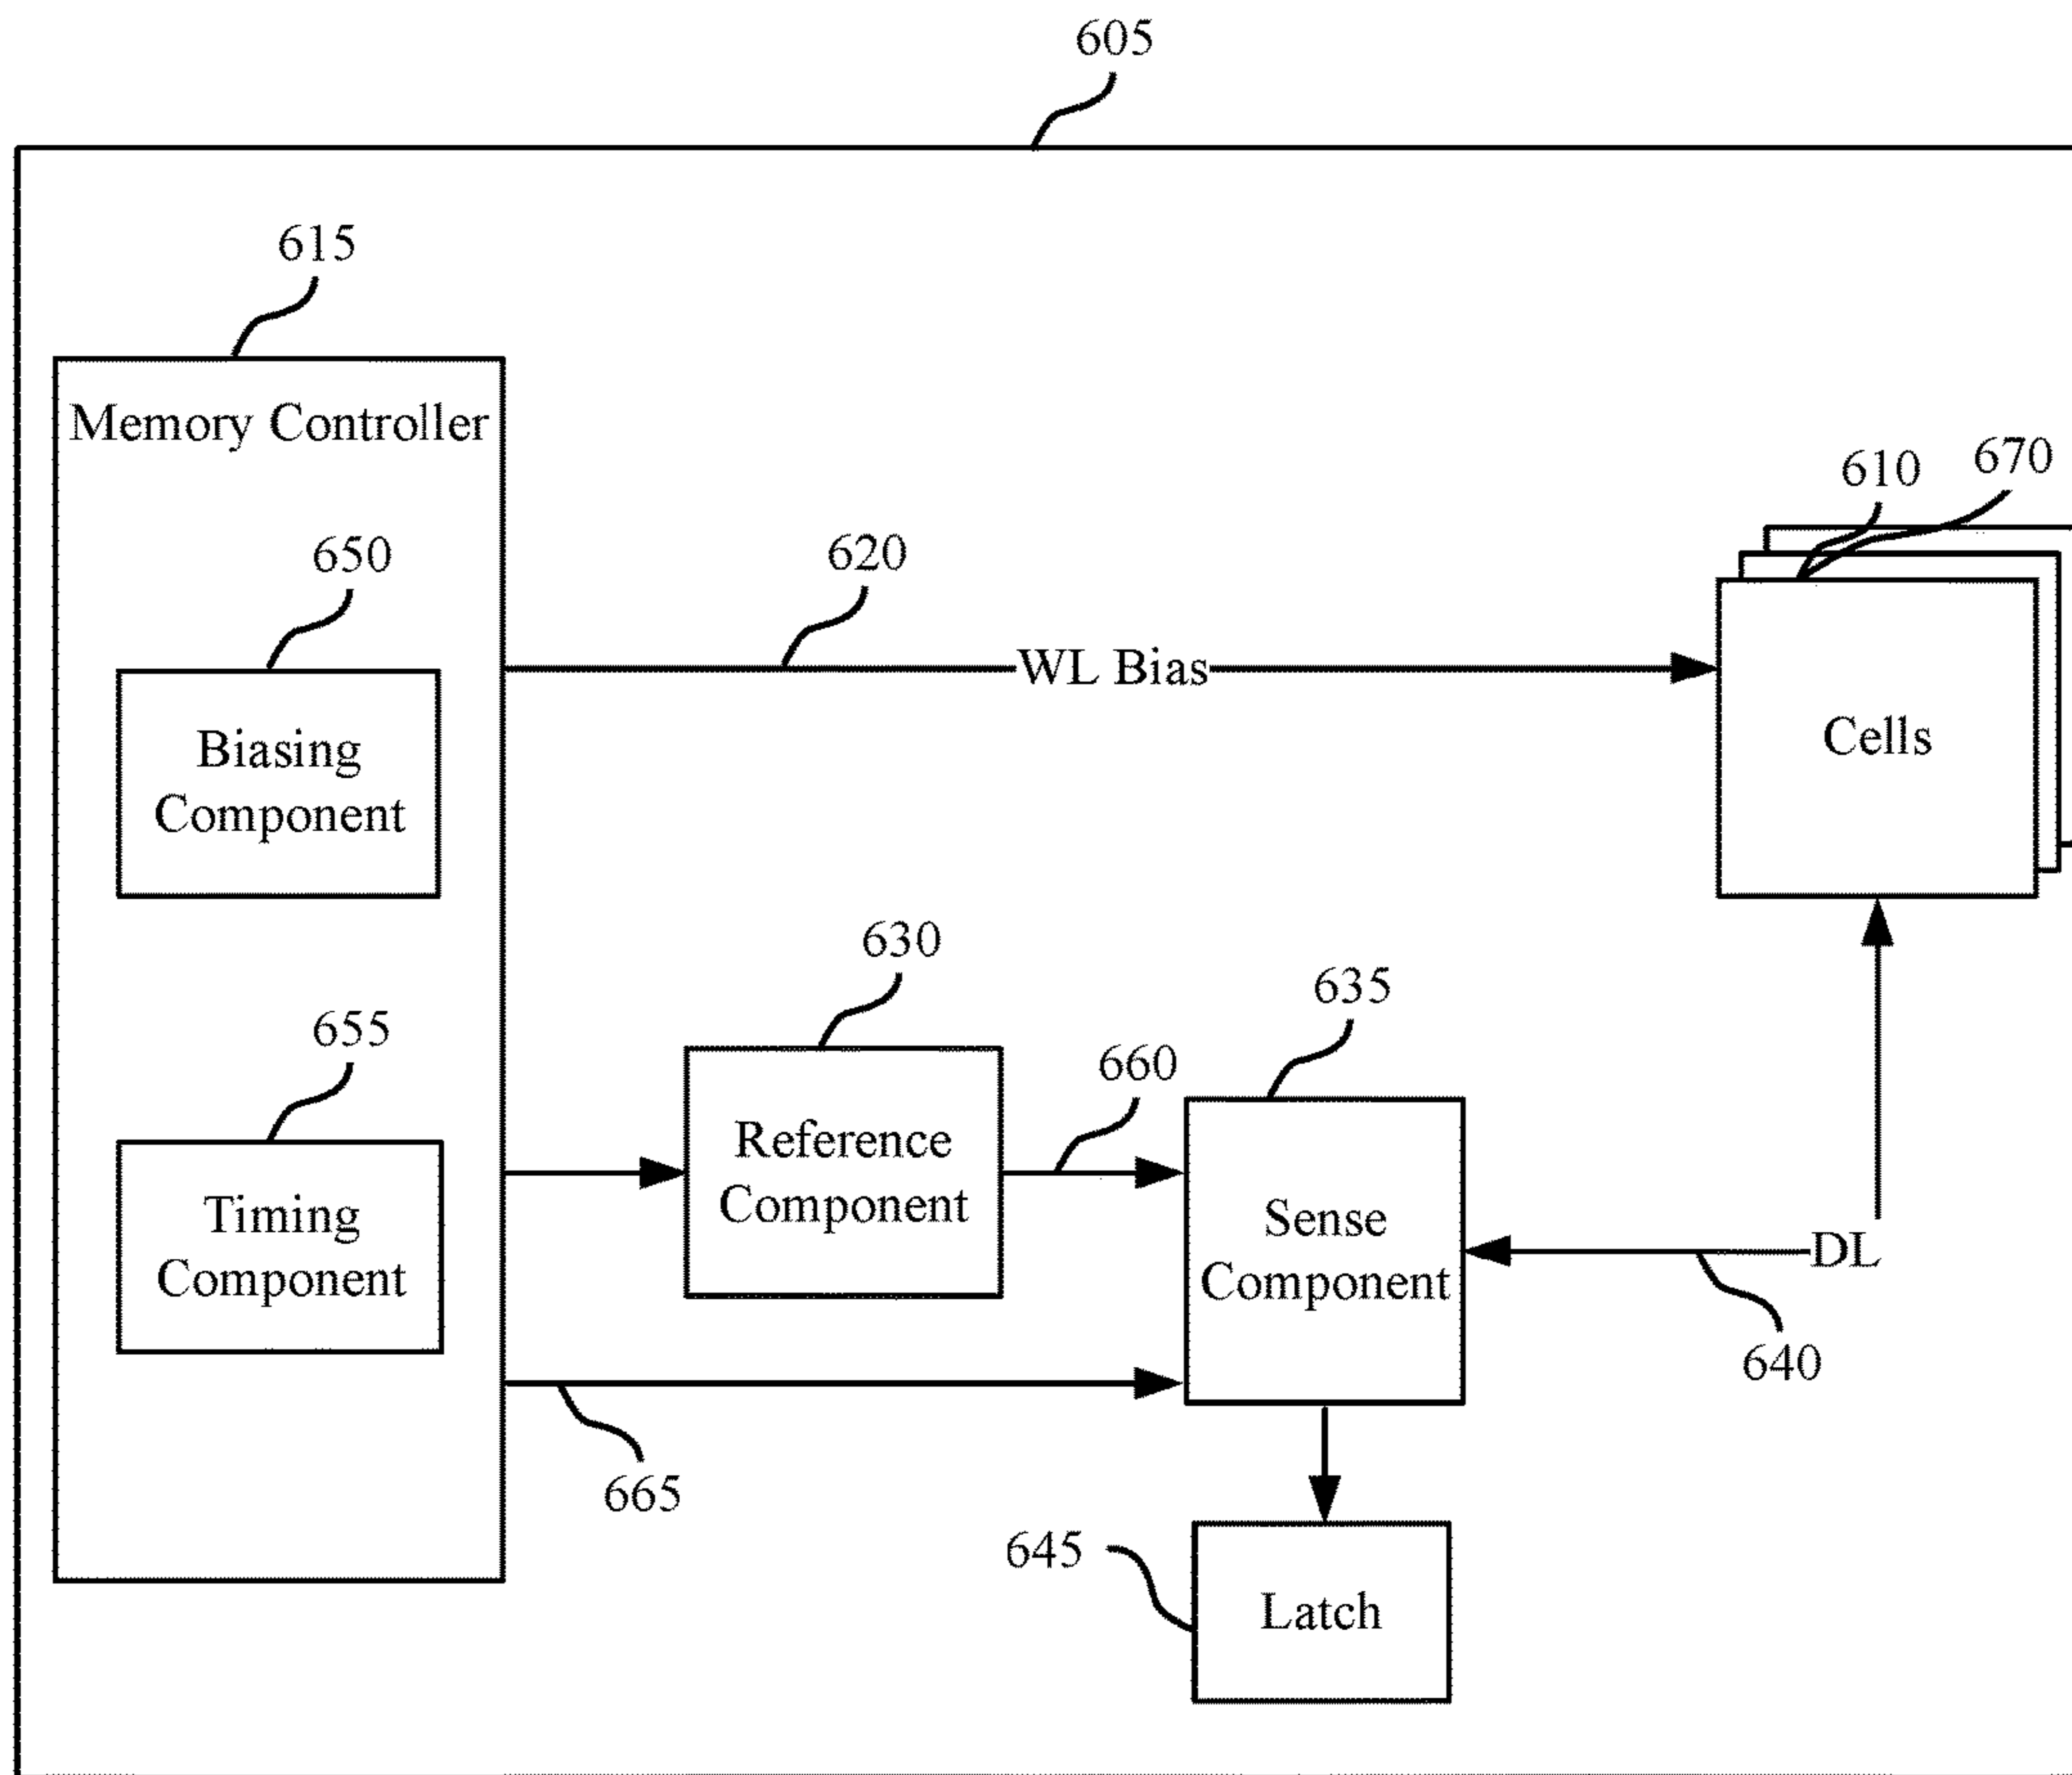 605
615
Memory Controller
610
670
650
620
WL Bias
Biasing
Component
Cells
630
635
655
660
Reference
Component
Timing
Component
Sense
Component
DL
640
665
645
Latch